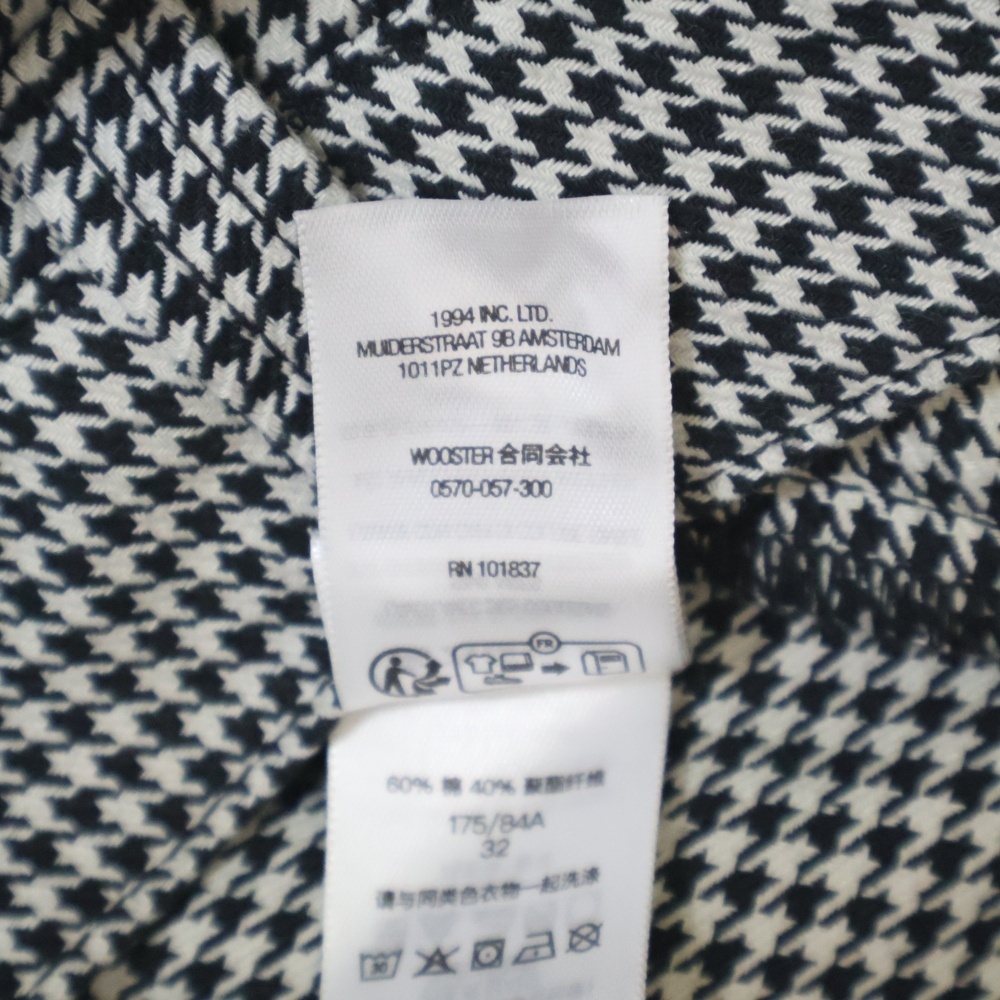 1994 INC. LTD.
MUIDERSTRAAT 9B AMSTERDAM
1011PZ NETHERLANDS
WOOSTER 合同会社
0570-057-300
RN 101837
FR
60% 棉 40% 聚酯纤维
175/84A
32
请与同类色衣物一起洗涤
30